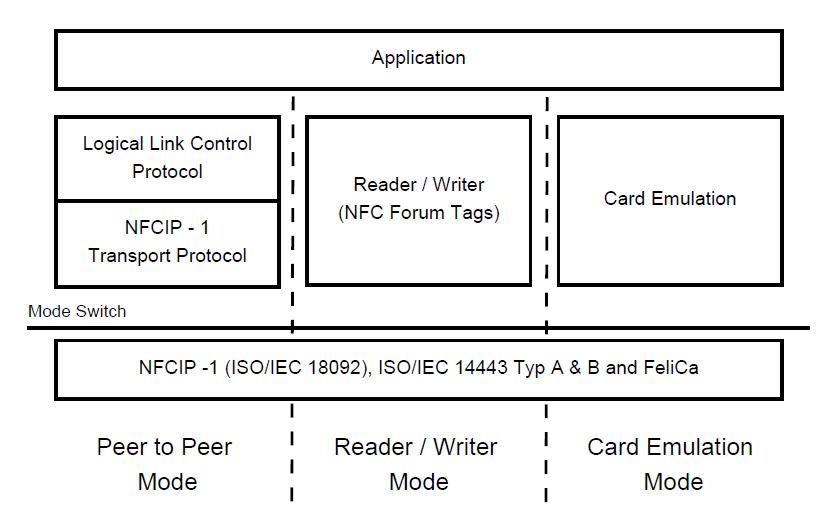 Application
Logical Link Control
Protocol
NFCIP - 1
Transport Protocol
Reader / Writer
(NFC Forum Tags)
Card Emulation
Mode Switch
NFCIP -1 (ISO/IEC 18092), ISO/IEC 14443 Typ A & B and FeliCa
Peer to Peer
Mode
Reader / Writer
Mode
Card Emulation
Mode